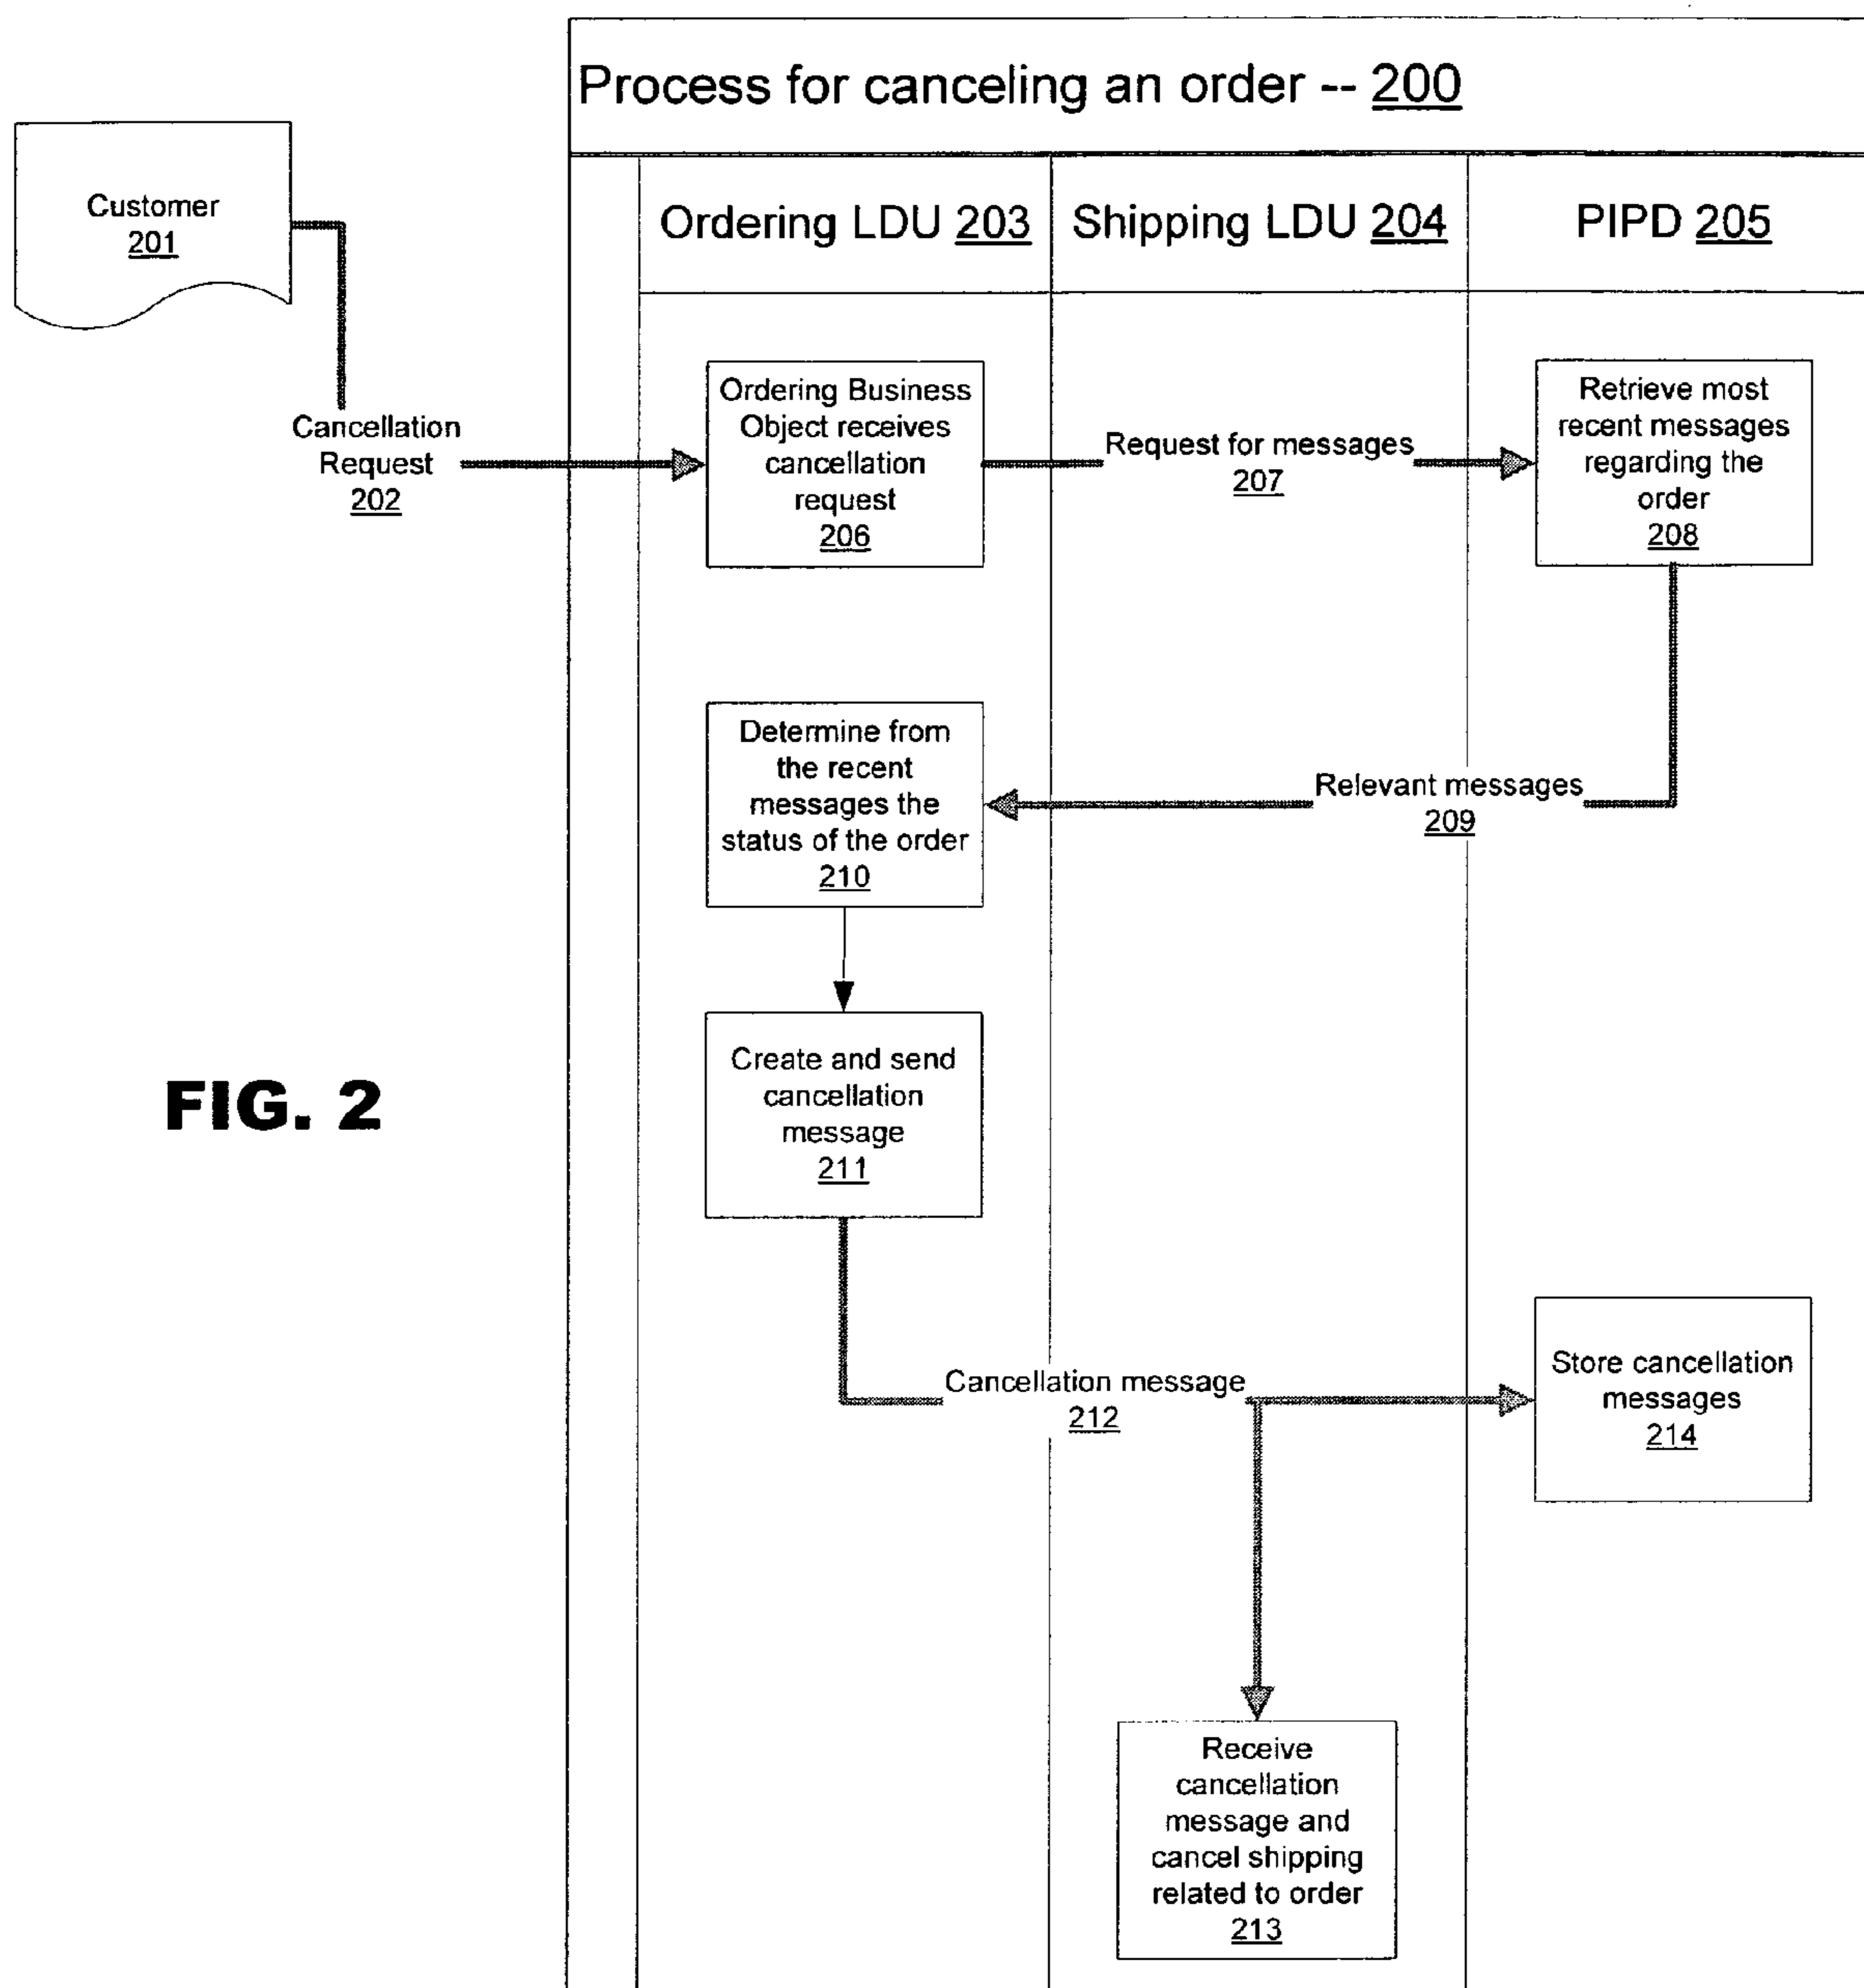 Process for canceling an order -- 200
Customer
201
Ordering LDU 203
Shipping LDU 204
PIPD 205
Cancellation
Request
202
Ordering Business
Object receives
cancellation
request
206
Request for messages
207
Retrieve most
recent messages
regarding the
order
208
Determine from
the recent
messages the
status of the order
210
Relevant messages
209
Create and send
cancellation
message
211
FIG. 2
Cancellation message
212
Store cancellation
messages
214
Receive
cancellation
message and
cancel shipping
related to order
213